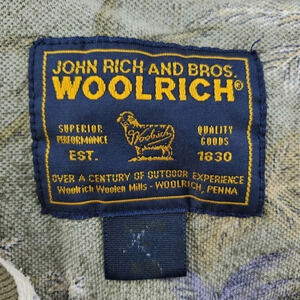 JOHN RICH AND BROS.
WOOLRICH®
SUPERIOR QUALITY
PERFORMANCE GOODS
Woolrich
EST. 1830
OVER A CENTURY OF OUTDOOR EXPERIENCE
Woolrich Woolen Mills - WOOLRICH, PENNA